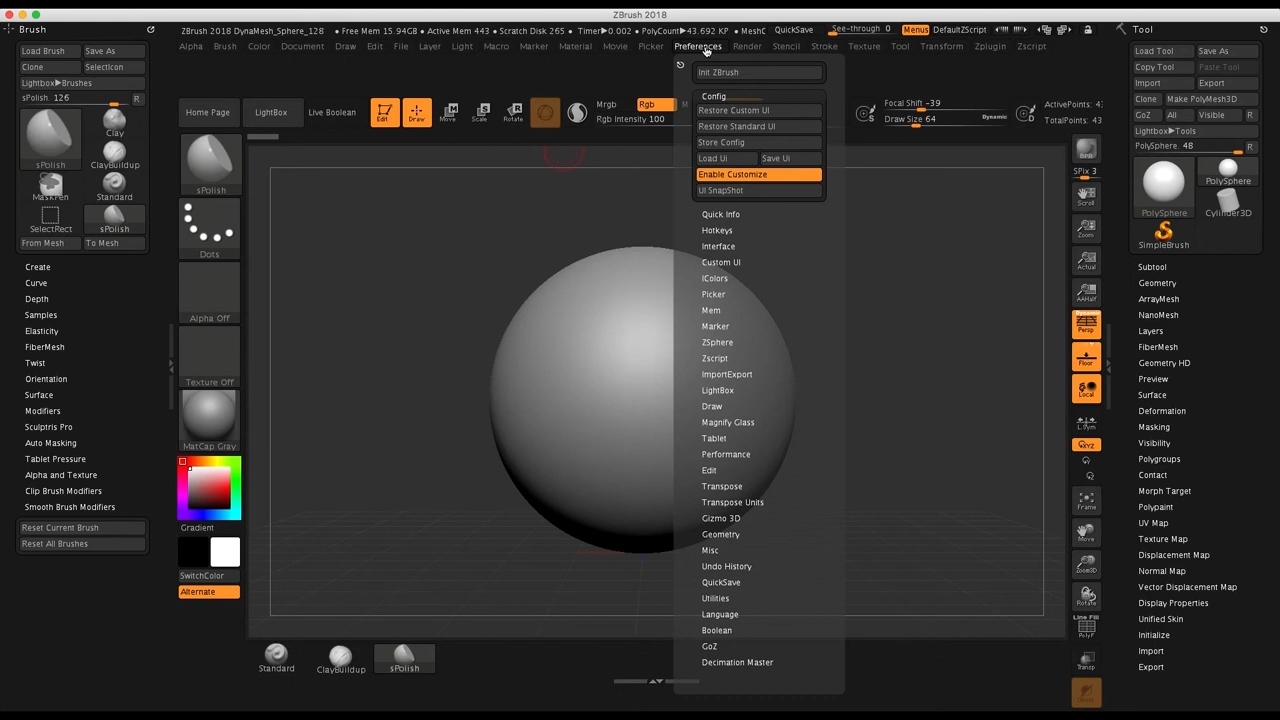 ZBrush 2018
Brush
ZBrush 2018 DynaMesh_Sphere_128
• Free Mem 15.94GB • Active Mem 443 • Scratch Disk 265 • Timer▶0.002 • PolyCount▶43.692 KP • MeshC
QuickSave
See-through 0
Menus
DefaultZScript
Tool
Alpha Brush Color Document Draw Edit File Layer Light Macro Marker Material Movie Picker Preferences Render Stencil Stroke Texture Tool Transform Zplugin Zscript
Load Brush
Save As
Clone
SelectIcon
Lightbox▶Brushes
sPolish. 126
R
sPolish
Clay
ClayBuildup
MaskPen
Standard
SelectRect
sPolish
From Mesh
To Mesh
Create
Curve
Depth
Samples
Elasticity
FiberMesh
Twist
Orientation
Surface
Modifiers
Sculptris Pro
Auto Masking
Tablet Pressure
Alpha and Texture
Clip Brush Modifiers
Smooth Brush Modifiers
Reset Current Brush
Reset All Brushes
Home Page
LightBox
Live Boolean
Edit
Draw
Move
Scale
Rotate
Mrgb
Rgb
M
Rgb Intensity 100
Focal Shift -39
Draw Size 64
Dynamic
S
D
ActivePoints: 43
TotalPoints: 43
sPolish
Dots
Alpha Off
Texture Off
MatCap Gray
Gradient
SwitchColor
Alternate
Init ZBrush
Config
Restore Custom UI
Restore Standard UI
Store Config
Load Ui
Save Ui
Enable Customize
UI SnapShot
Quick Info
Hotkeys
Interface
Custom UI
IColors
Picker
Mem
Marker
ZSphere
Zscript
ImportExport
LightBox
Draw
Magnify Glass
Tablet
Performance
Edit
Transpose
Transpose Units
Gizmo 3D
Geometry
Misc
Undo History
QuickSave
Utilities
Language
Boolean
GoZ
Decimation Master
Standard
ClayBuildup
sPolish
BPR
SPix 3
Scroll
Zoom
Actual
AAHalf
Dynamic
Persp
Floor
Local
L.Sym
QXYZ
Frame
Move
Zoom3D
Rotate
Line Fill
PolyF
Transp
Load Tool
Save As
Copy Tool
Paste Tool
Import
Export
Clone
Make PolyMesh3D
GoZ
All
Visible
R
Lightbox▶Tools
PolySphere. 48
R
PolySphere
PolySphere
Cylinder3D
SimpleBrush
Subtool
Geometry
ArrayMesh
NanoMesh
Layers
FiberMesh
Geometry HD
Preview
Surface
Deformation
Masking
Visibility
Polygroups
Contact
Morph Target
Polypaint
UV Map
Texture Map
Displacement Map
Normal Map
Vector Displacement Map
Display Properties
Unified Skin
Initialize
Import
Export